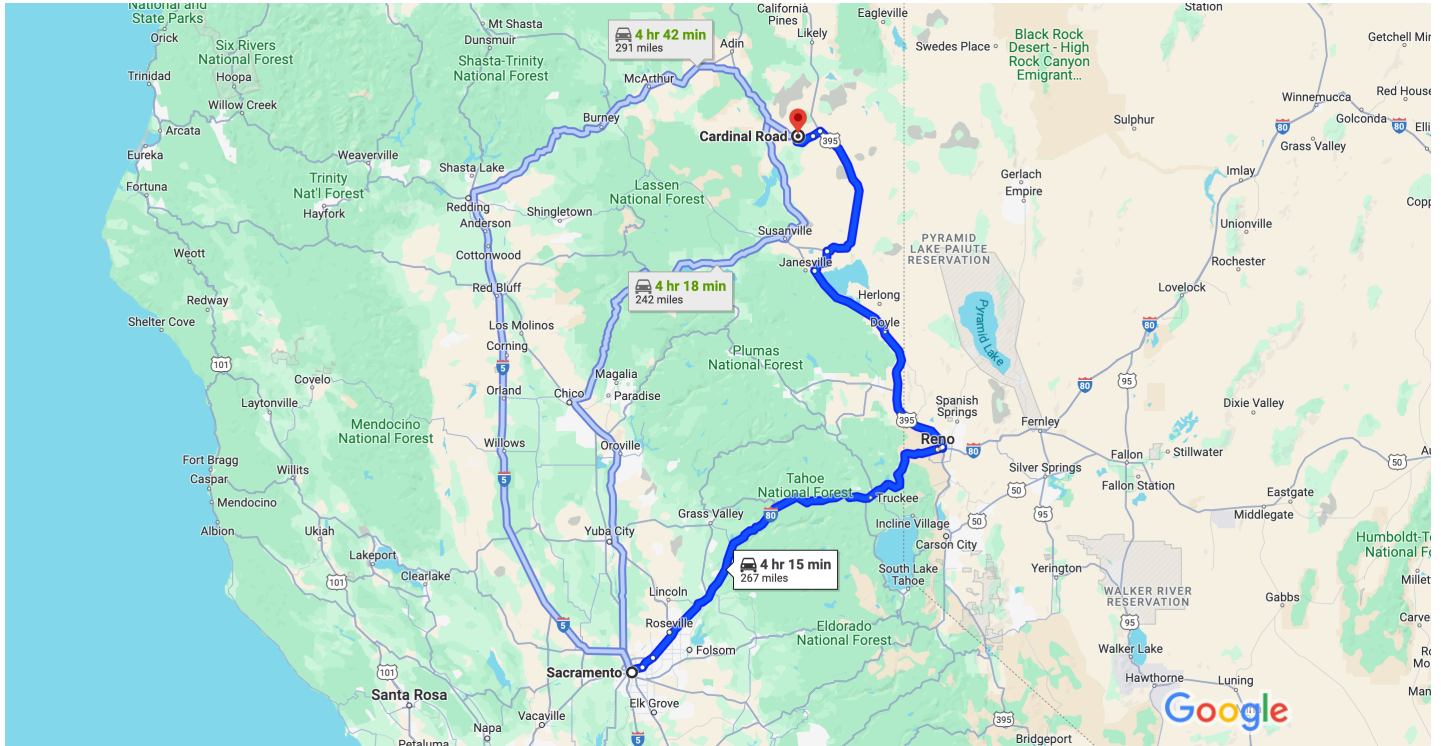 National and
State Parks
Orick
Trinidad
Six Rivers
National Forest
Hoopa
Willow Creek
Arcata
Eureka
Fortuna
Weaverville
Trinity
Nat'l Forest
Hayfork
Weott
Redway
Shelter Cove
101
Covelo
Laytonville
Mendocino
National Forest
Fort Bragg
Caspar
Mendocino
Willits
Albion
Ukiah
Lakeport
Clearlake
101
101
Santa Rosa
Napa
Petaluma
Mt Shasta
Dunsmuir
Shasta-Trinity
National Forest
4 hr 42 min
291 miles
Adin
McArthur
Burney
Shasta Lake
Redding
Shingletown
Anderson
Cottonwood
Red Bluff
Los Molinos
Corning
5
Orland
Chico
Magalia
Paradise
Willows
Oroville
5
Yuba City
5
Lassen
National Forest
Susanville
Janesville
4 hr 18 min
242 miles
Plumas
National Forest
California
Pines
Likely
Eagleville
Cardinal Road
395
Herlong
Doyle
395
Reno
80
Tahoe
National Forest
Truckee
80
Grass Valley
4 hr 15 min
267 miles
Lincoln
Roseville
Folsom
Sacramento
Elk Grove
Vacaville
5
Eldorado
National Forest
Incline Village
Carson City
South Lake
Tahoe
50
50
395
Bridgeport
Station
Swedes Place
Black Rock
Desert - High
Rock Canyon
Emigrant...
Getchell Min
Winnemucca
Red House
Golconda
80
80
Sulphur
Grass Valley
Gerlach
Empire
Imlay
Unionville
PYRAMID
LAKE PAIUTE
RESERVATION
Rochester
Lovelock
Pyramid Lake
80
80
95
Spanish
Springs
Fernley
Dixie Valley
Silver Springs
Fallon
Stillwater
Fallon Station
50
95
Eastgate
Middlegate
Yerington
WALKER RIVER
RESERVATION
95
Gabbs
Walker Lake
Hawthorne
Luning
95
Humboldt-To
National Fo
Google